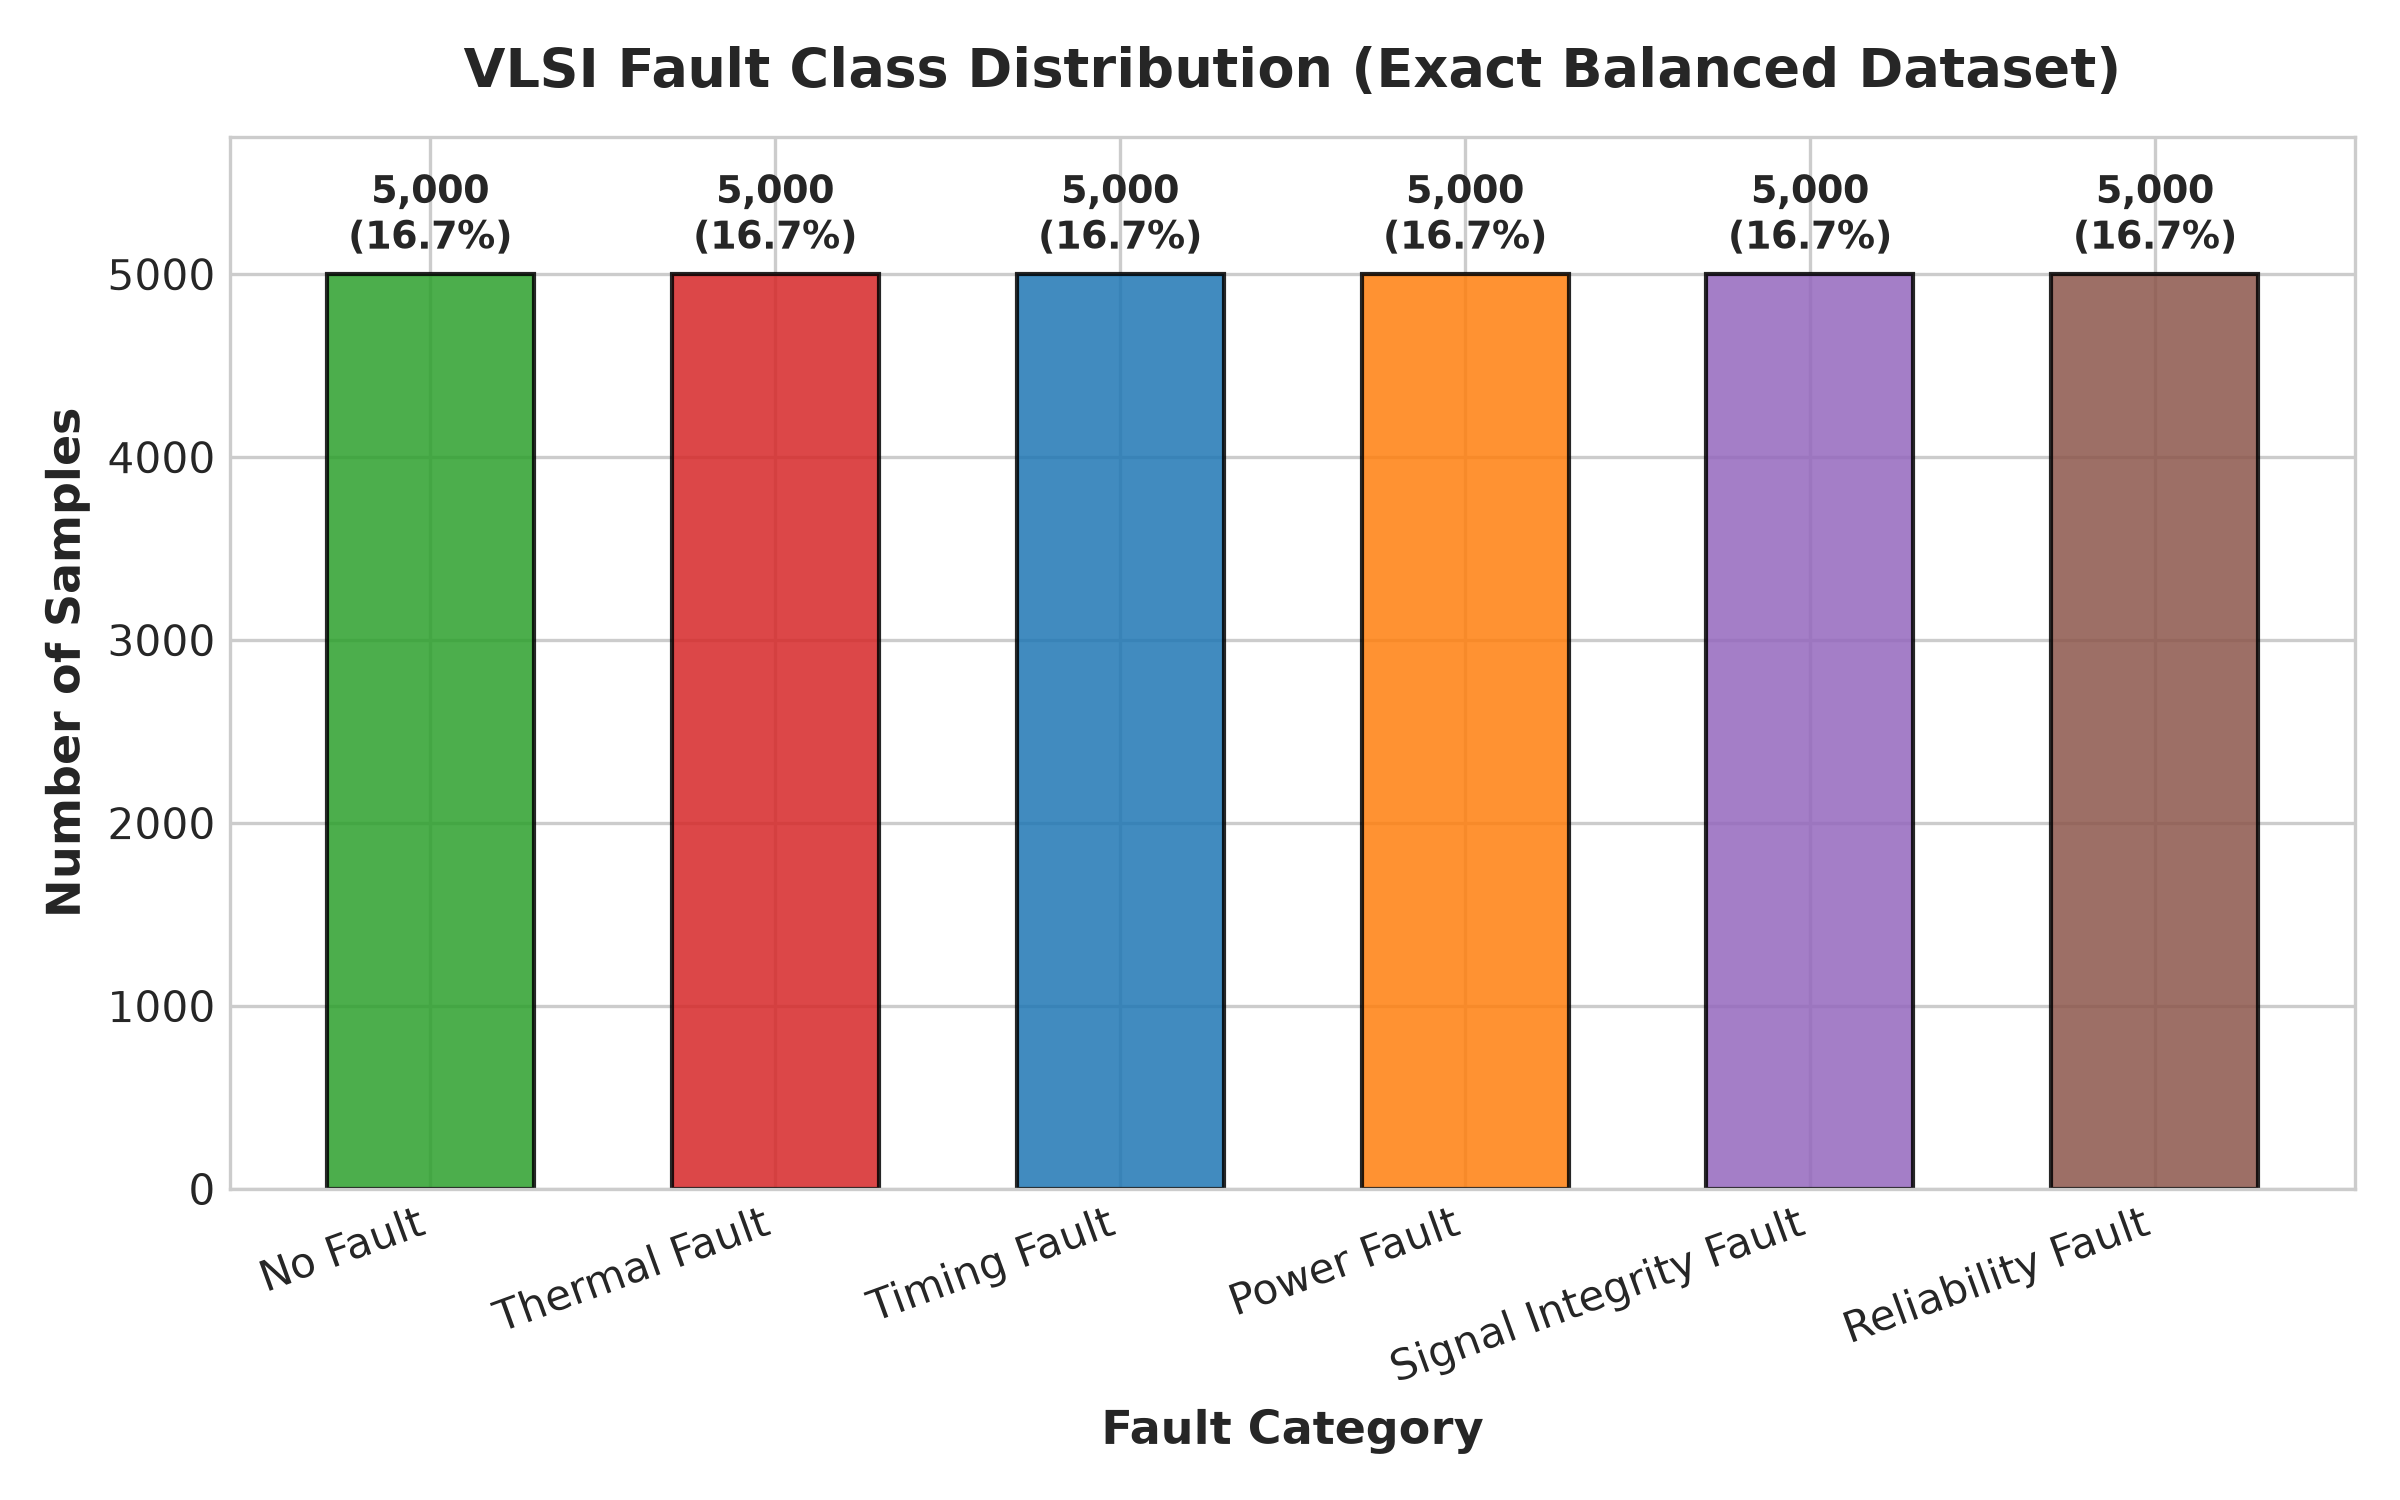 VLSI Fault Class Distribution (Exact Balanced Dataset)
5,000
(16.7%)
5,000
(16.7%)
5,000
(16.7%)
5,000
(16.7%)
5,000
(16.7%)
5,000
(16.7%)
Number of Samples
5000
4000
3000
2000
1000
0
No Fault
Thermal Fault
Timing Fault
Power Fault
Signal Integrity Fault
Reliability Fault
Fault Category